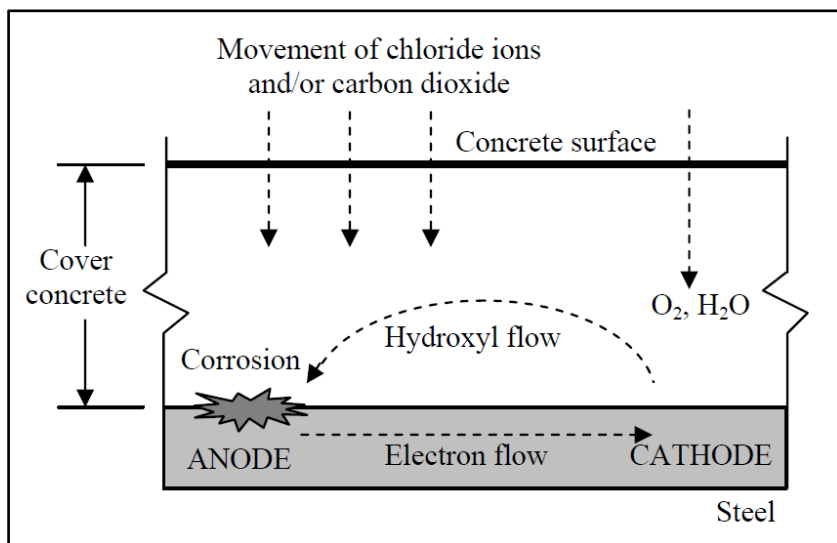 Movement of chloride ions
and/or carbon dioxide
Concrete surface
Cover
concrete
O₂, H₂O
Hydroxyl flow
Corrosion
ANODE
Electron flow
CATHODE
Steel